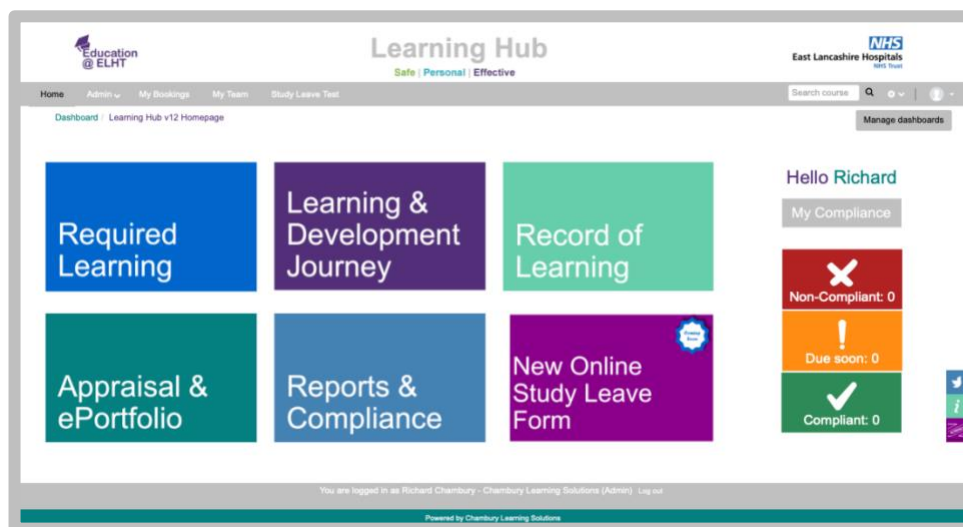 Education
@ ELHT
Learning Hub
Safe | Personal | Effective
NHS
East Lancashire Hospitals
NHS Trust
Home Admin My Bookings My Team Study Leave Test
Search course
Dashboard / Learning Hub v12 Homepage
Manage dashboards
Required
Learning
Learning &
Development
Journey
Record of
Learning
Hello Richard
My Compliance
Non-Compliant: 0
Due soon: 0
Compliant: 0
Appraisal &
ePortfolio
Reports &
Compliance
Coming
Soon
New Online
Study Leave
Form
You are logged in as Richard Chambury - Chambury Learning Solutions (Admin) Log out
Powered by Chambury Learning Solutions